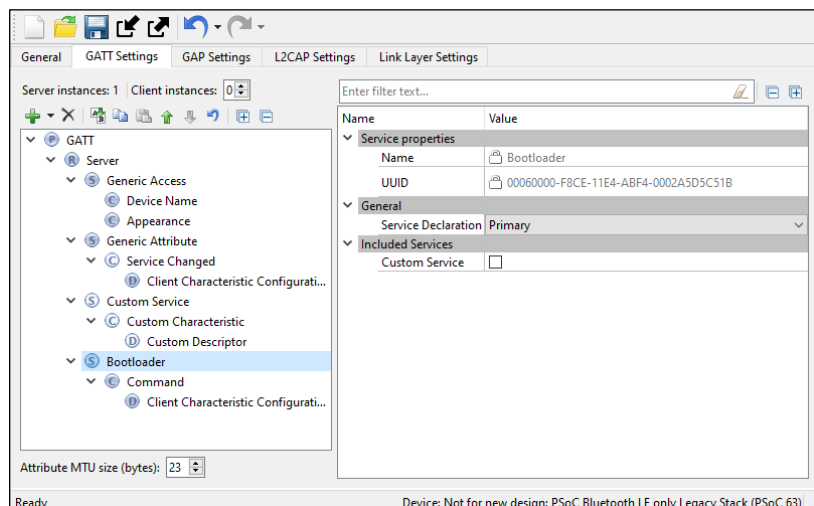 General GATT Settings GAP Settings L2CAP Settings Link Layer Settings
Server instances: 1 Client instances: 0
Enter filter text...
Name Value
GATT
Server
Generic Access
Device Name
Appearance
Generic Attribute
Service Changed
Client Characteristic Configurati...
Custom Service
Custom Characteristic
Custom Descriptor
Bootloader
Command
Client Characteristic Configurati...
Service properties
Name Bootloader
UUID 00060000-F8CE-11E4-ABF4-0002A5D5C51B
General
Service Declaration Primary
Included Services
Custom Service
Attribute MTU size (bytes): 23
Ready Device: Not for new design: PSoC Bluetooth LE only Legacy Stack (PSoC 63)